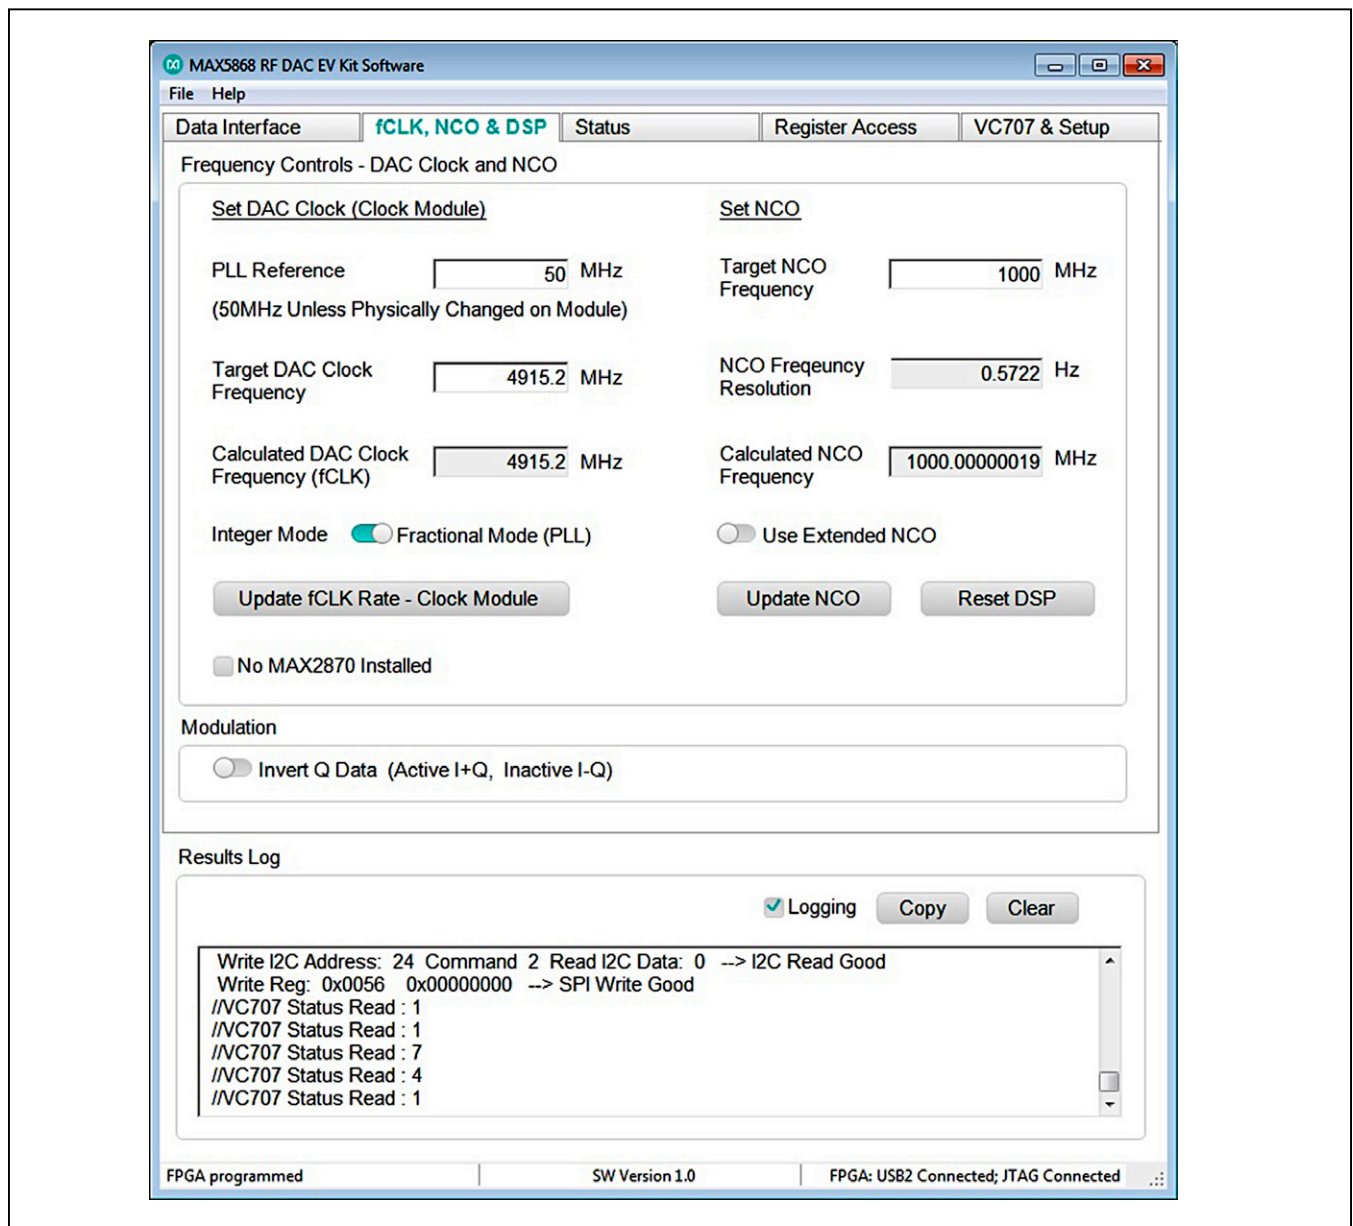 MAX5868 RF DAC EV Kit Software
File Help
Data Interface fCLK, NCO & DSP Status Register Access VC707 & Setup
Frequency Controls - DAC Clock and NCO
Set DAC Clock (Clock Module) Set NCO
PLL Reference 50 MHz Target NCO Frequency 1000 MHz
(50MHz Unless Physically Changed on Module)
Target DAC Clock Frequency 4915.2 MHz NCO Freqeuncy Resolution 0.5722 Hz
Calculated DAC Clock Frequency (fCLK) 4915.2 MHz Calculated NCO Frequency 1000.00000019 MHz
Integer Mode Fractional Mode (PLL) Use Extended NCO
Update fCLK Rate - Clock Module Update NCO Reset DSP
No MAX2870 Installed
Modulation
Invert Q Data (Active I+Q, Inactive I-Q)
Results Log
Logging Copy Clear
Write I2C Address: 24 Command 2 Read I2C Data: 0 --> I2C Read Good
Write Reg: 0x0056 0x00000000 --> SPI Write Good
//VC707 Status Read : 1
//VC707 Status Read : 1
//VC707 Status Read : 7
//VC707 Status Read : 4
//VC707 Status Read : 1
FPGA programmed SW Version 1.0 FPGA: USB2 Connected; JTAG Connected